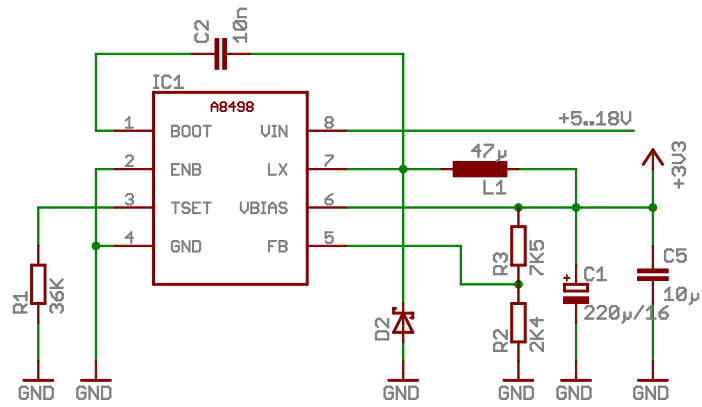 C2
10n
IC1
A8498
1
BOOT
VIN
8
+5..18V
2
ENB
LX
7
47µ
L1
+3V3
3
TSET
VBIAS
6
4
GND
FB
5
R1
36K
R3
7K5
C1
+
220µ/16
C5
10µ
D2
R2
2K4
GND
GND
GND
GND
GND
GND